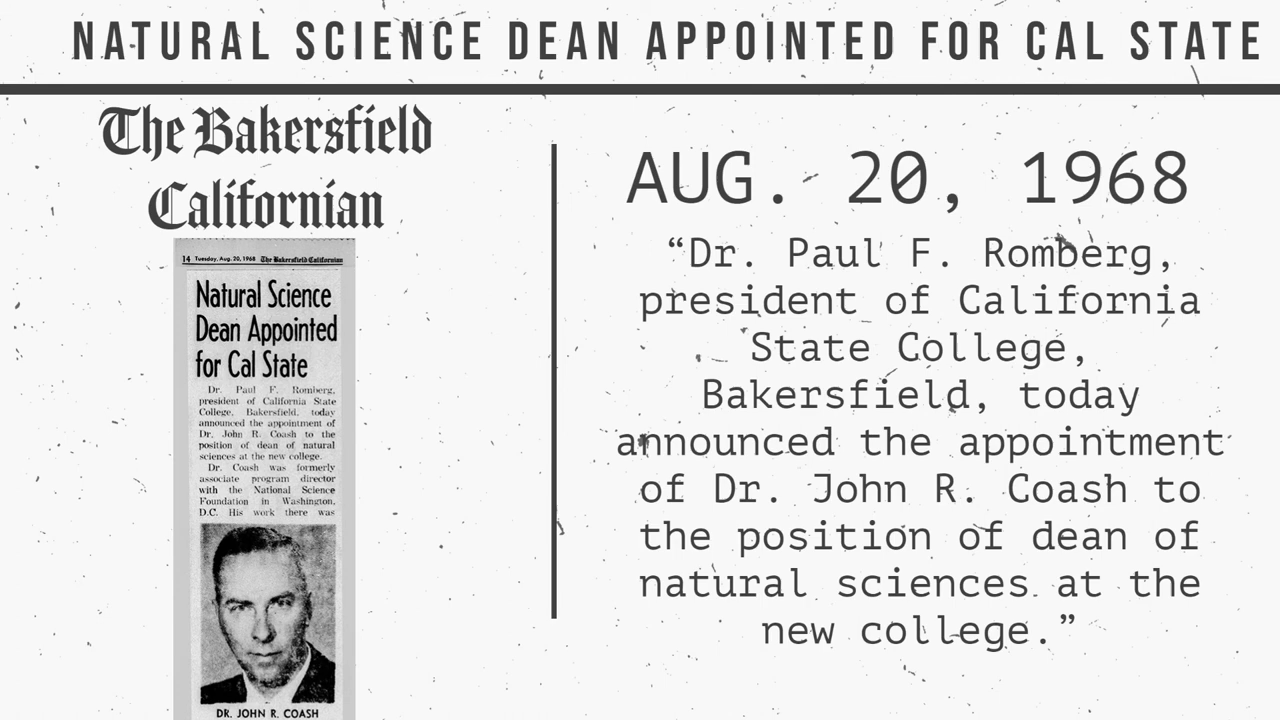 NATURAL SCIENCE DEAN APPOINTED FOR CAL STATE
The Bakersfield
Californian
14 Tuesday, Aug. 20, 1968 The Bakersfield Californian
Natural Science
Dean Appointed
for Cal State
Dr. Paul F. Romberg,
president of California State
College, Bakersfield, today
announced the appointment of
Dr. John R. Coash to the
position of dean of natural
sciences at the new college.
Dr. Coash was formerly
associate program director
with the National Science
Foundation in Washington,
D.C. His work there was
DR. JOHN R. COASH
AUG. 20, 1968
“Dr. Paul F. Romberg,
president of California
State College,
Bakersfield, today
announced the appointment
of Dr. John R. Coash to
the position of dean of
natural sciences at the
new college.”